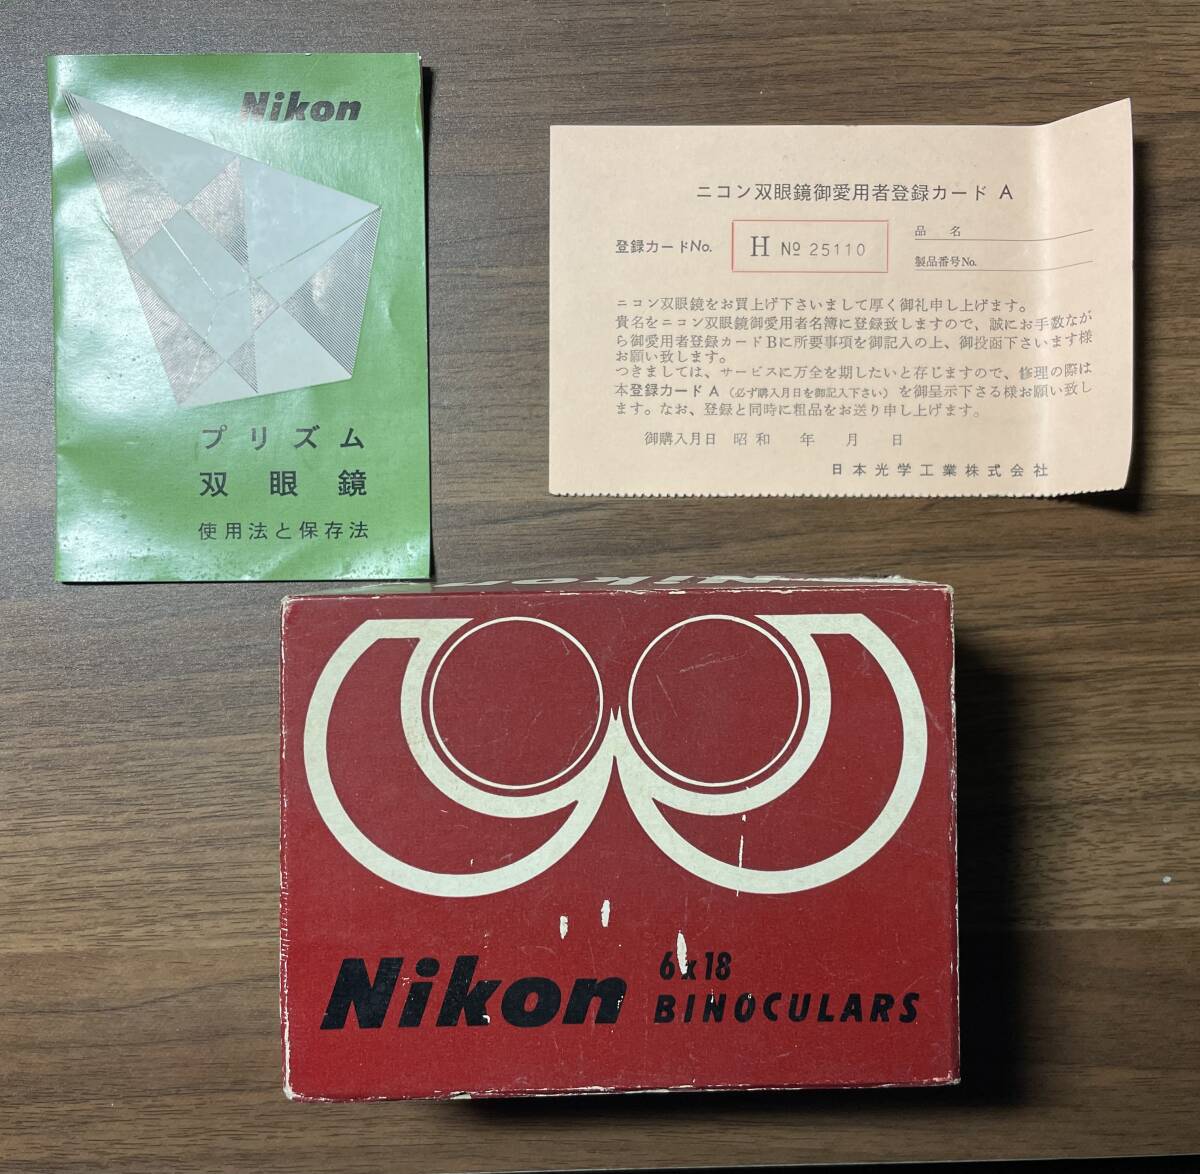 Nikon
プリズム
双眼鏡
使用法と保存法
ニコン双眼鏡御愛用者登録カード A
登録カードNo. H № 25110
品 名
製品番号No.
ニコン双眼鏡をお買上げ下さいまして厚く御礼申し上げます。
貴名をニコン双眼鏡御愛用者名簿に登録致しますので、誠にお手数なが
ら御愛用者登録カードBに所要事項を御記入の上、御投函下さいます様
お願い致します。
つきましては、サービスに万全を期したいと存じますので、修理の際は
本登録カード A (必ず購入月日を御記入下さい) を御呈示下さる様お願い致し
ます。なお、登録と同時に粗品をお送り申し上げます。
御購入月日 昭和 年 月 日
日本光学工業株式会社
Nikon
Nikon
6x18
BINOCULARS